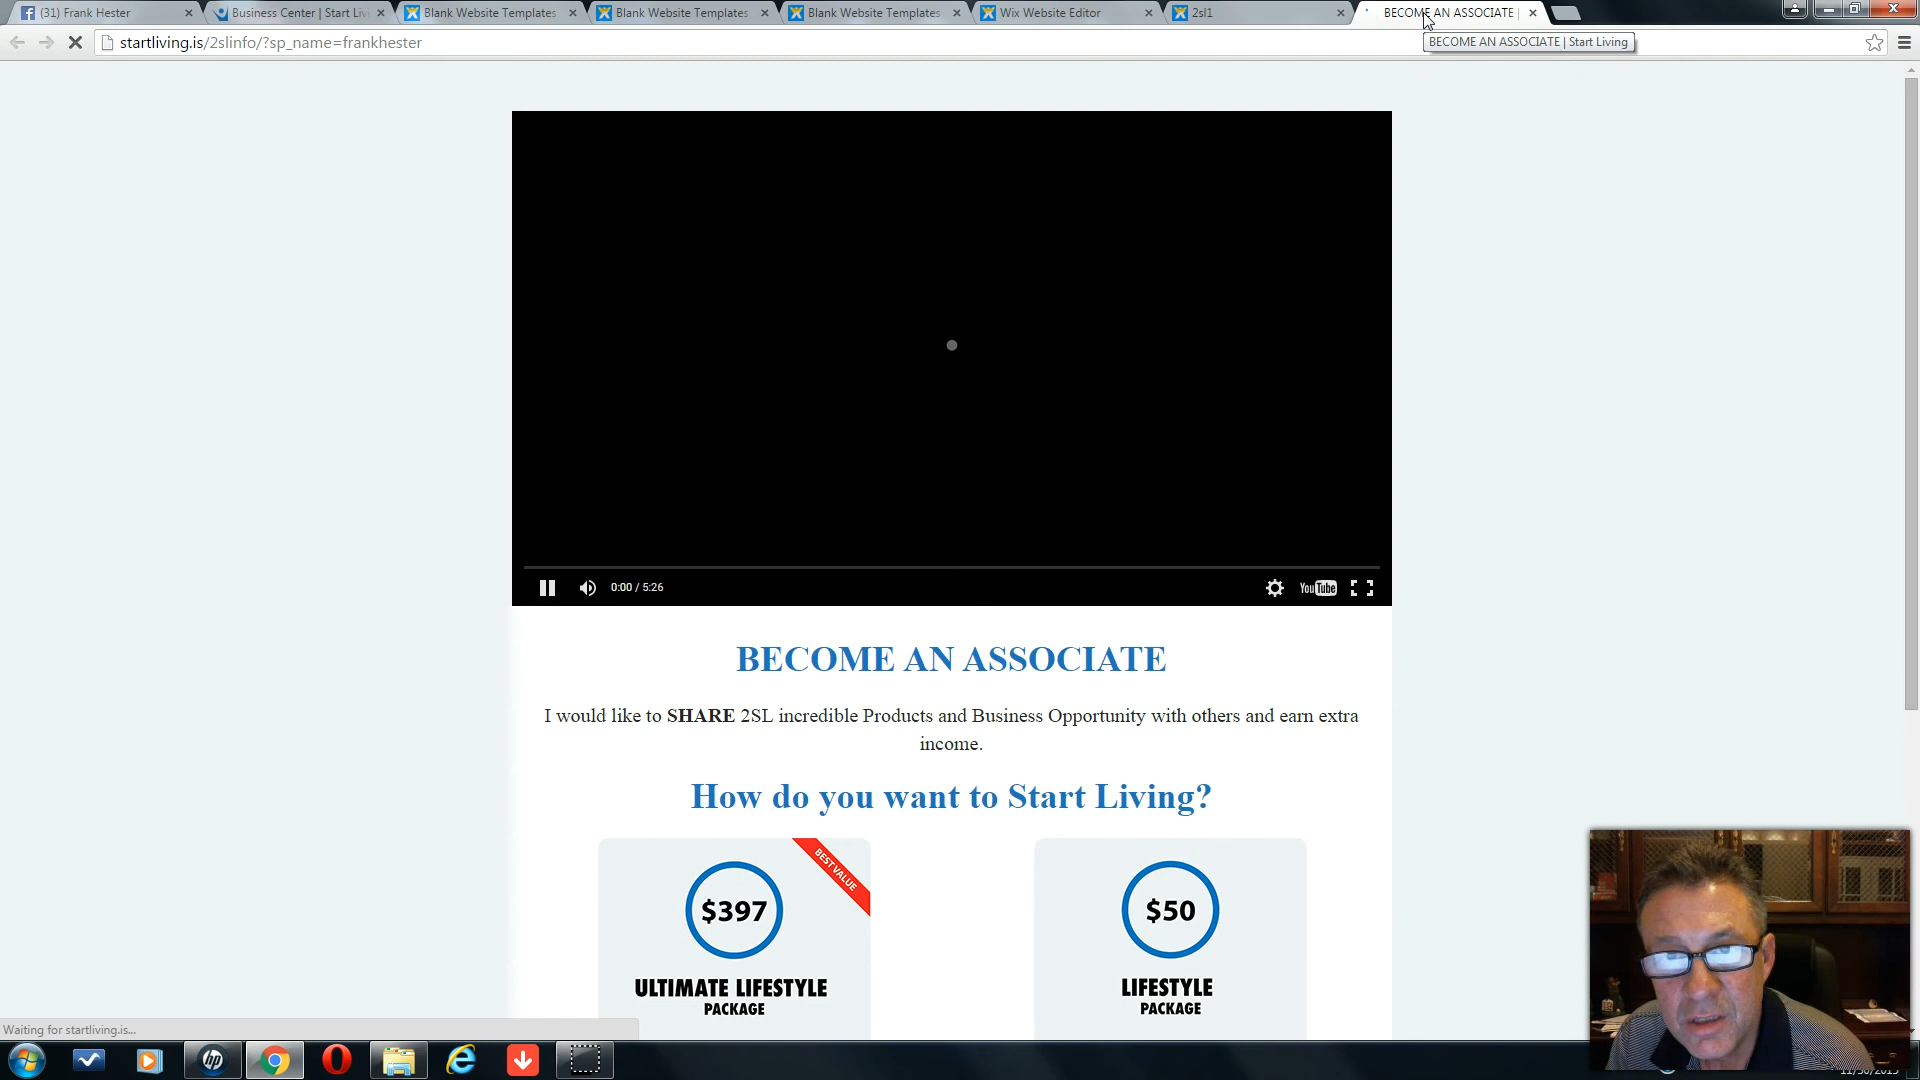 (31) Frank Hester
Business Center | Start Livi
Blank Website Templates
Blank Website Templates
Blank Website Templates
Wix Website Editor
2sl1
BECOME AN ASSOCIATE |
startliving.is/2slinfo/?sp_name=frankhester
BECOME AN ASSOCIATE | Start Living
0:00 / 5:26
YouTube
BECOME AN ASSOCIATE
I would like to SHARE 2SL incredible Products and Business Opportunity with others and earn extra
income.
How do you want to Start Living?
BEST VALUE
$397
ULTIMATE LIFESTYLE
PACKAGE
$50
LIFESTYLE
PACKAGE
Waiting for startliving.is...
hp